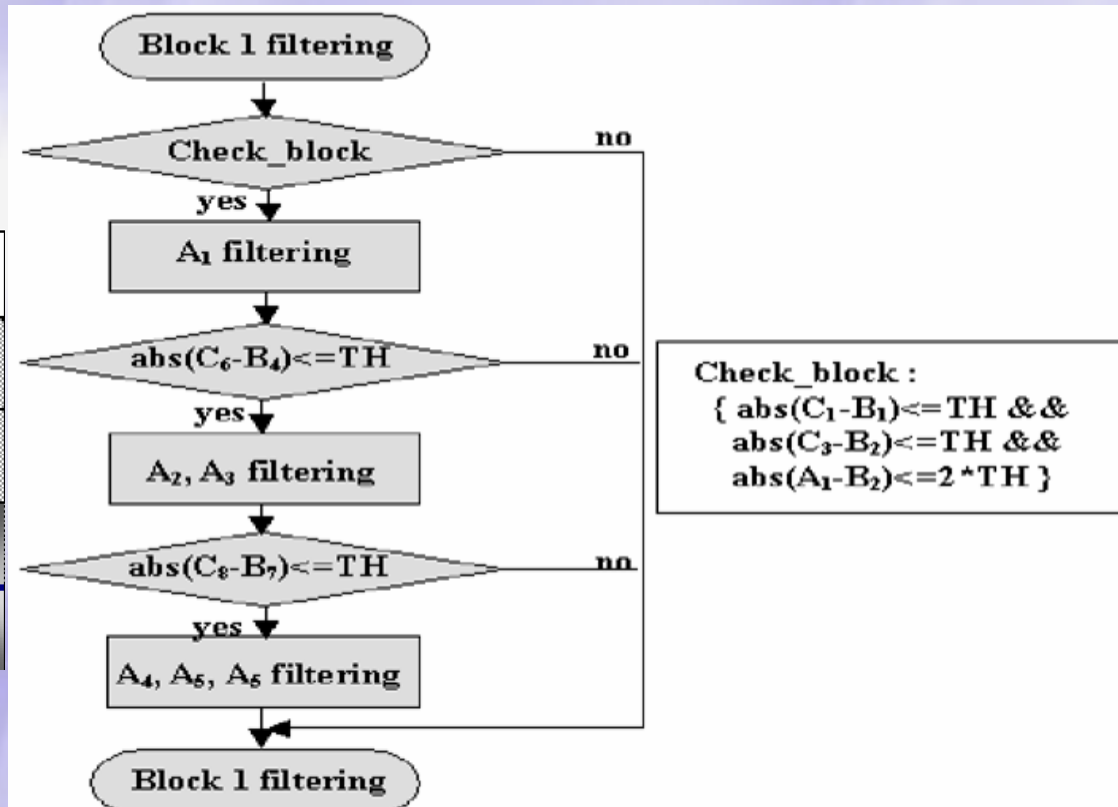 Block 1 filtering
Check_block
no
yes
A₁ filtering
abs(C₆-B₄)<=TH
no
yes
A₂, A₃ filtering
abs(C₈-B₇)<=TH
no
yes
A₄, A₅, A₅ filtering
Block 1 filtering
Check_block :
{ abs(C₁-B₁)<=TH &&
abs(C₃-B₂)<=TH &&
abs(A₁-B₂)<=2*TH }